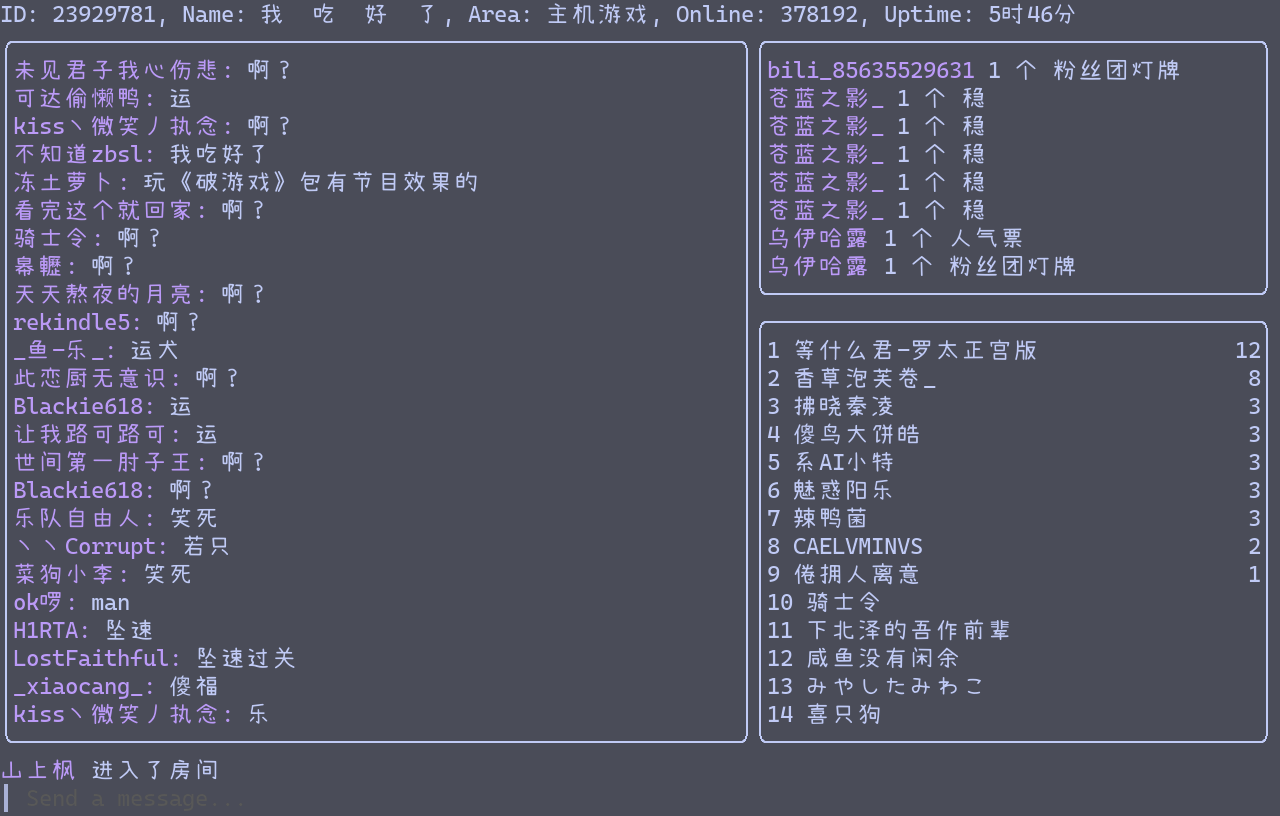 ID: 23929781, Name: 我 吃 好 了, Area: 主机游戏, Online: 378192, Uptime: 5时46分
未见君子我心伤悲: 啊?
可达偷懒鸭: 运
kiss丶微笑丿执念: 啊?
不知道zbsl: 我吃好了
冻土萝卜: 玩《破游戏》包有节目效果的
看完这个就回家: 啊?
骑士令: 啊?
皋轣: 啊?
天天熬夜的月亮: 啊?
rekindle5: 啊?
_鱼-乐_: 运犬
此恋厨无意识: 啊?
Blackie618: 运
让我路可路可: 运
世间第一肘子王: 啊?
Blackie618: 啊?
乐队自由人: 笑死
丶丶Corrupt: 若只
菜狗小李: 笑死
ok啰: man
H1RTA: 坠速
LostFaithful: 坠速过关
_xiaocang_: 傻福
kiss丶微笑丿执念: 乐
bili_85635529631 1 个 粉丝团灯牌
苍蓝之影_ 1 个 稳
苍蓝之影_ 1 个 稳
苍蓝之影_ 1 个 稳
苍蓝之影_ 1 个 稳
苍蓝之影_ 1 个 稳
乌伊哈露 1 个 人气票
乌伊哈露 1 个 粉丝团灯牌
1 等什么君-罗太正宫版 12
2 香草泡芙卷_ 8
3 拂晓秦凌 3
4 傻鸟大饼皓 3
5 系AI小特 3
6 魅惑阳乐 3
7 辣鸭菌 3
8 CAELVMINVS 2
9 倦拥人离意 1
10 骑士令
11 下北泽的吾作前辈
12 咸鱼没有闲余
13 みやしたみわこ
14 喜只狗
山上枫 进入了房间
Send a message...